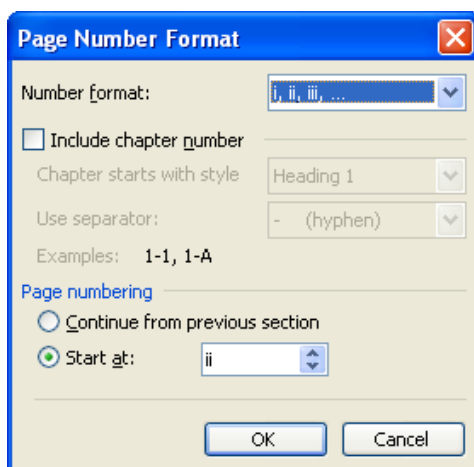 Page Number Format
Number format: i, ii, iii, ...
Include chapter number
Chapter starts with style Heading 1
Use separator: - (hyphen)
Examples: 1-1, 1-A
Page numbering
Continue from previous section
Start at: ii
OK Cancel